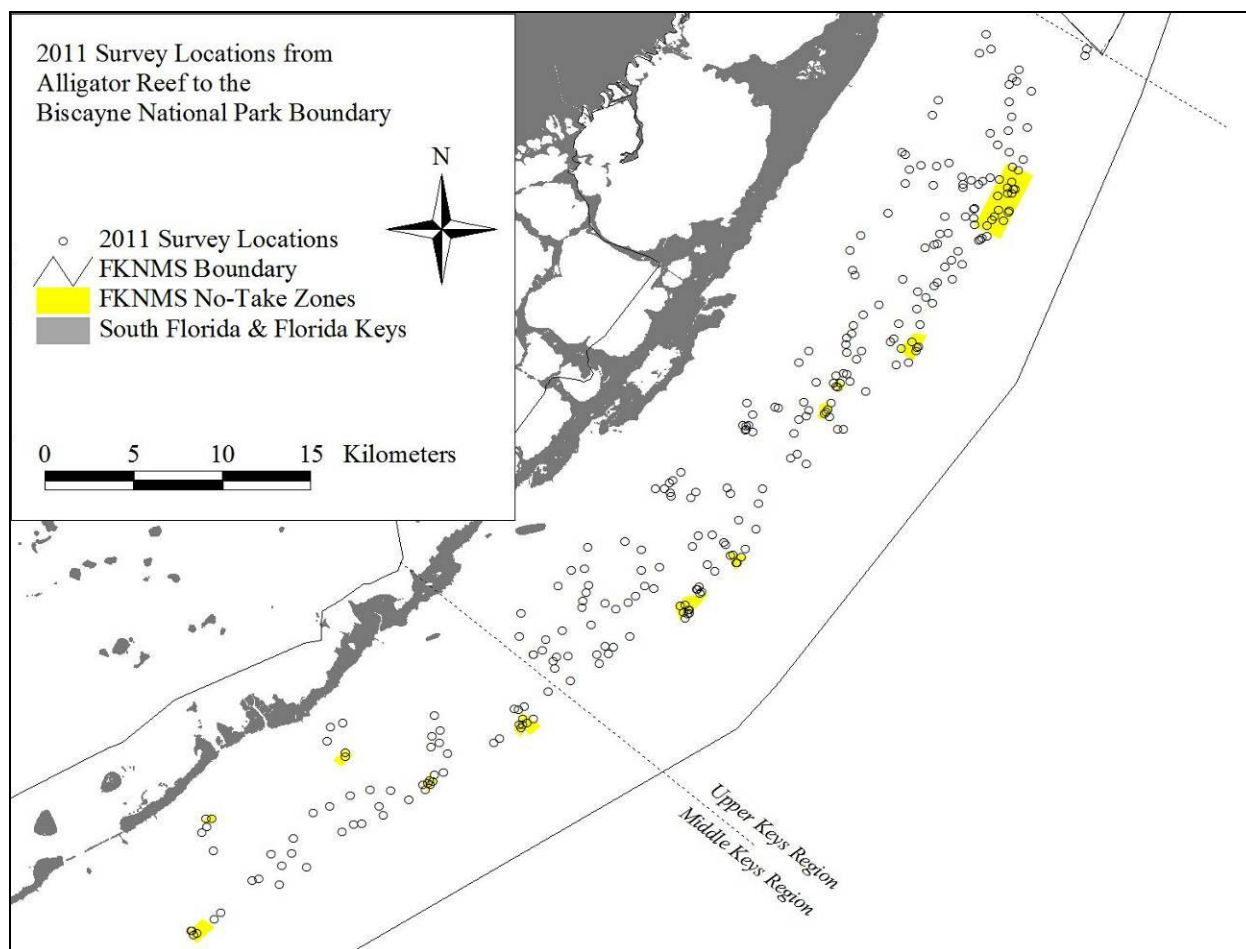 2011 Survey Locations from
Alligator Reef to the
Biscayne National Park Boundary
N
2011 Survey Locations
FKNMS Boundary
FKNMS No-Take Zones
South Florida & Florida Keys
0 5 10 15 Kilometers
Upper Keys Region
Middle Keys Region